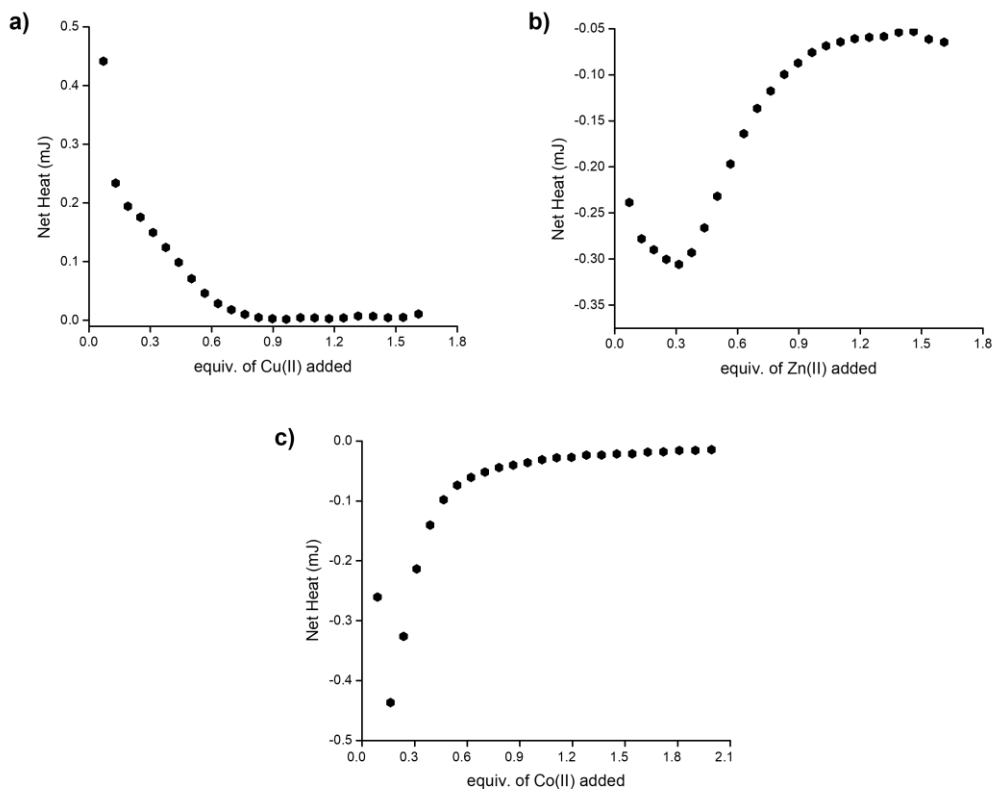 a)
0.5
0.4
0.3
0.2
0.1
0.0
Net Heat (mJ)
0.0 0.3 0.6 0.9 1.2 1.5 1.8
equiv. of Cu(II) added
b)
-0.05
-0.10
-0.15
-0.20
-0.25
-0.30
-0.35
Net Heat (mJ)
0.0 0.3 0.6 0.9 1.2 1.5 1.8
equiv. of Zn(II) added
c)
0.0
-0.1
-0.2
-0.3
-0.4
-0.5
Net Heat (mJ)
0.0 0.3 0.6 0.9 1.2 1.5 1.8 2.1
equiv. of Co(II) added